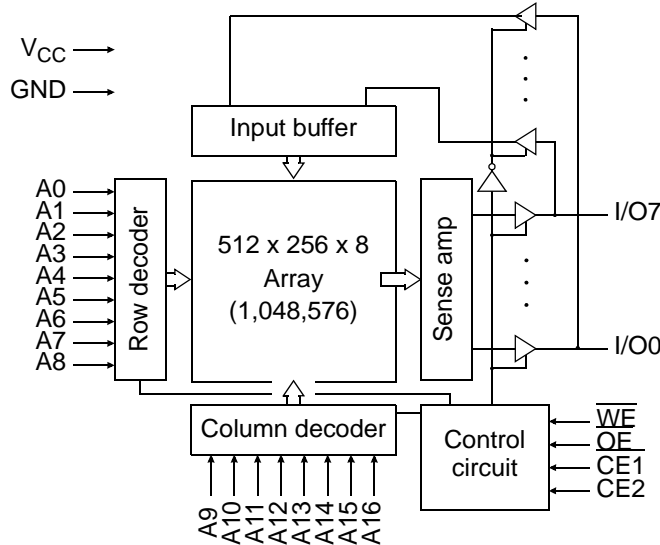 VCC
GND
Input buffer
A0
A1
A2
A3
A4
A5
A6
A7
A8
Row decoder
512 x 256 x 8
Array
(1,048,576)
Sense amp
I/O7
I/O0
Column decoder
Control
circuit
WE
OE
CE1
CE2
A9
A10
A11
A12
A13
A14
A15
A16